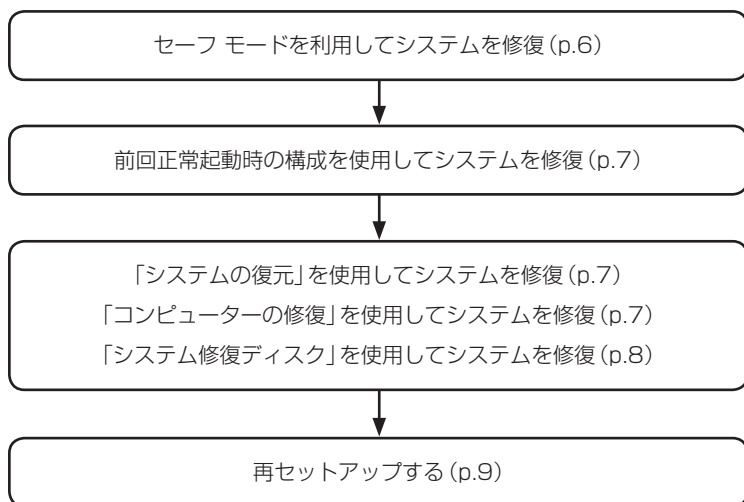 セーフ モードを利用してシステムを修復(p.6)
前回正常起動時の構成を使用してシステムを修復(p.7)
「システムの復元」を使用してシステムを修復(p.7)
「コンピューターの修復」を使用してシステムを修復(p.7)
「システム修復ディスク」を使用してシステムを修復(p.8)
再セットアップする(p.9)